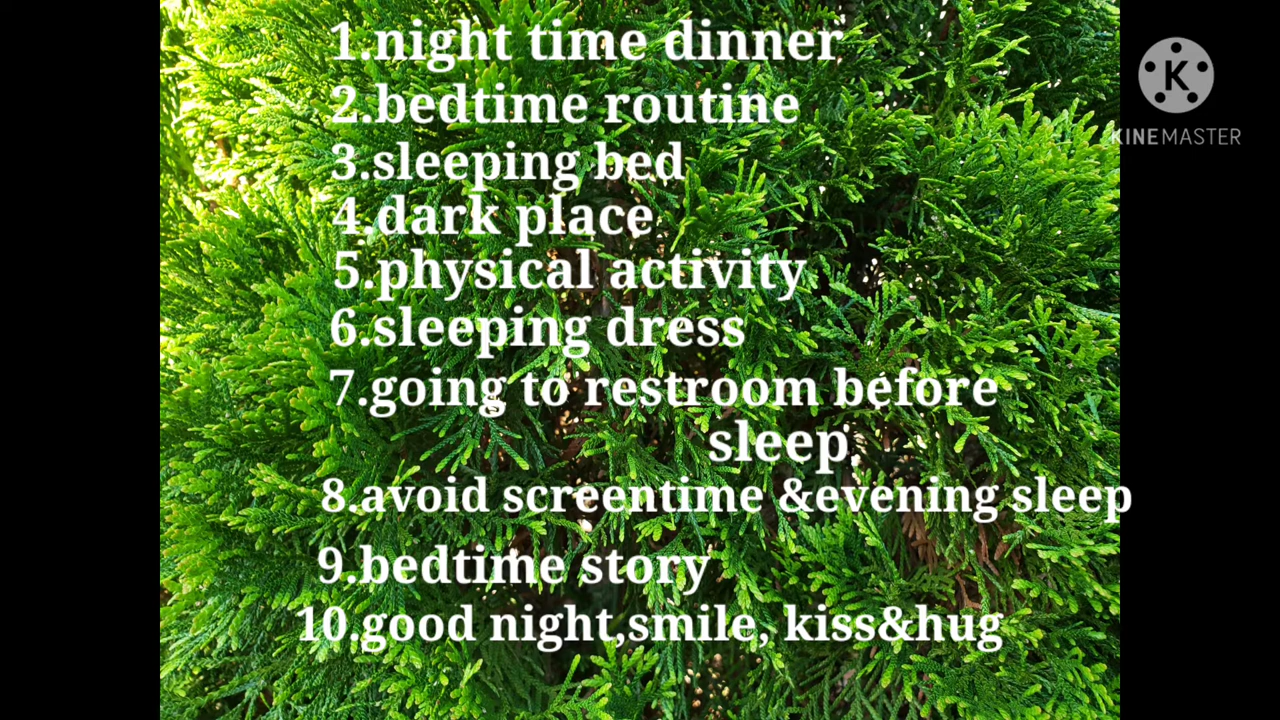 1.night time dinner
2.bedtime routine
3.sleeping bed
4.dark place
5.physical activity
6.sleeping dress
7.going to restroom before
sleep,
8.avoid screentime &evening sleep
9.bedtime story
10.good night,smile, kiss&hug
K
KINEMASTER